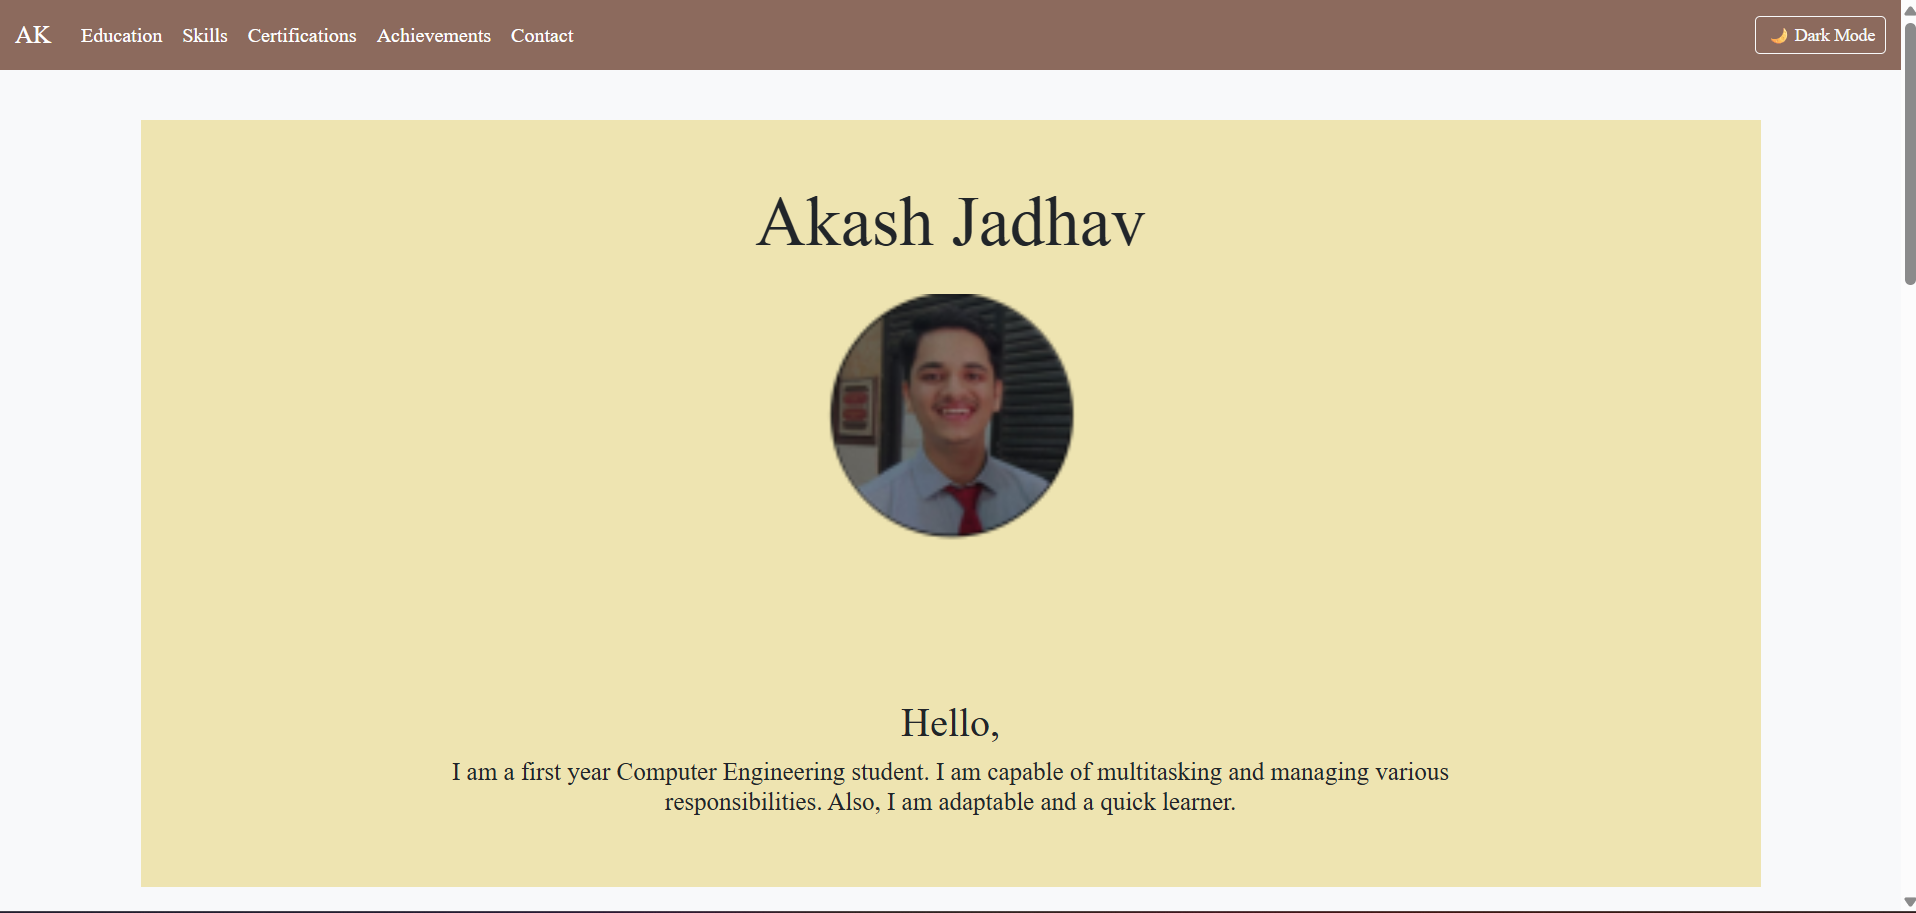 AK Education Skills Certifications Achievements Contact 🌙 Dark Mode
Akash Jadhav
Hello,
I am a first year Computer Engineering student. I am capable of multitasking and managing various
responsibilities. Also, I am adaptable and a quick learner.